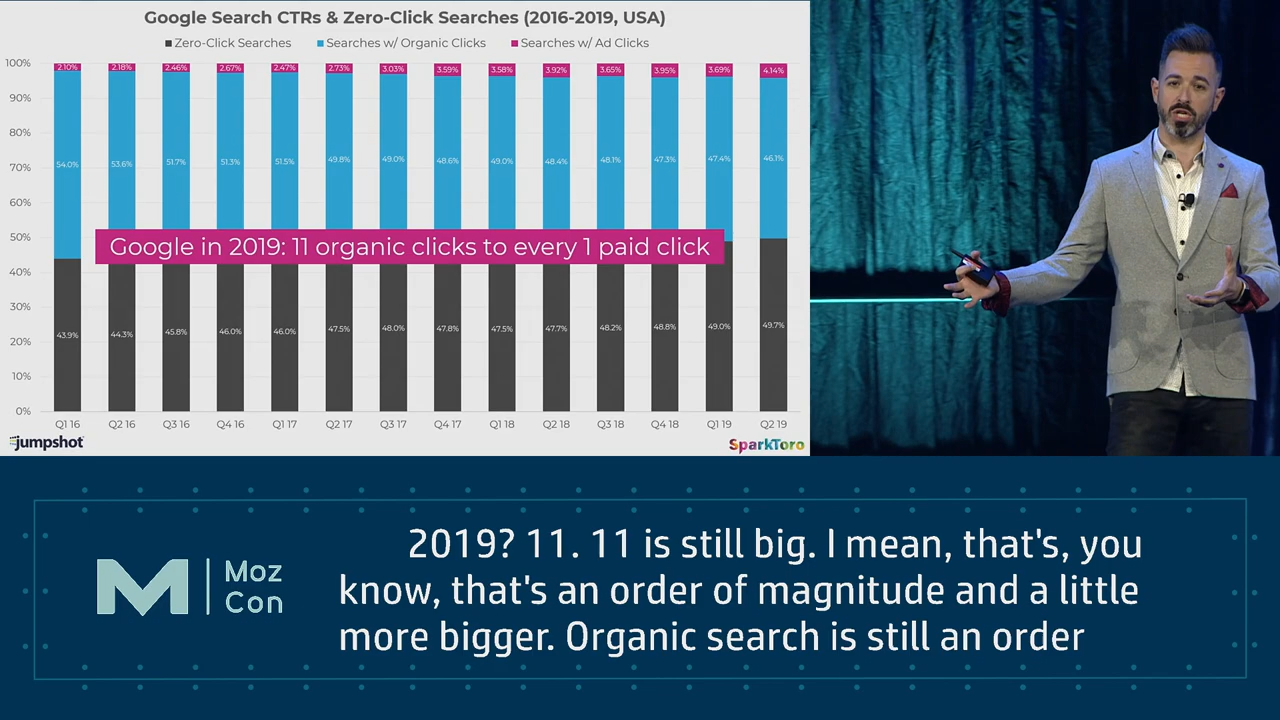 Google Search CTRs & Zero-Click Searches (2016-2019, USA)
Zero-Click Searches Searches w/ Organic Clicks Searches w/ Ad Clicks
100%
2.10% 2.18% 2.46% 2.67% 2.47% 2.73% 3.03% 3.59% 3.58% 3.92% 3.65% 3.95% 3.69% 4.14%
90%
80%
70%
54.0% 53.6% 51.7% 51.3% 51.5% 49.8% 49.0% 48.6% 49.0% 48.4% 48.1% 47.3% 47.4% 46.1%
60%
50%
Google in 2019: 11 organic clicks to every 1 paid click
40%
30%
43.9% 44.3% 45.8% 46.0% 46.0% 47.5% 48.0% 47.8% 47.5% 47.7% 48.2% 48.8% 49.0% 49.7%
20%
10%
0%
Q1 16 Q2 16 Q3 16 Q4 16 Q1 17 Q2 17 Q3 17 Q4 17 Q1 18 Q2 18 Q3 18 Q4 18 Q1 19 Q2 19
jumpshot
SparkToro
Moz
Con
2019? 11. 11 is still big. I mean, that's, you
know, that's an order of magnitude and a little
more bigger. Organic search is still an order